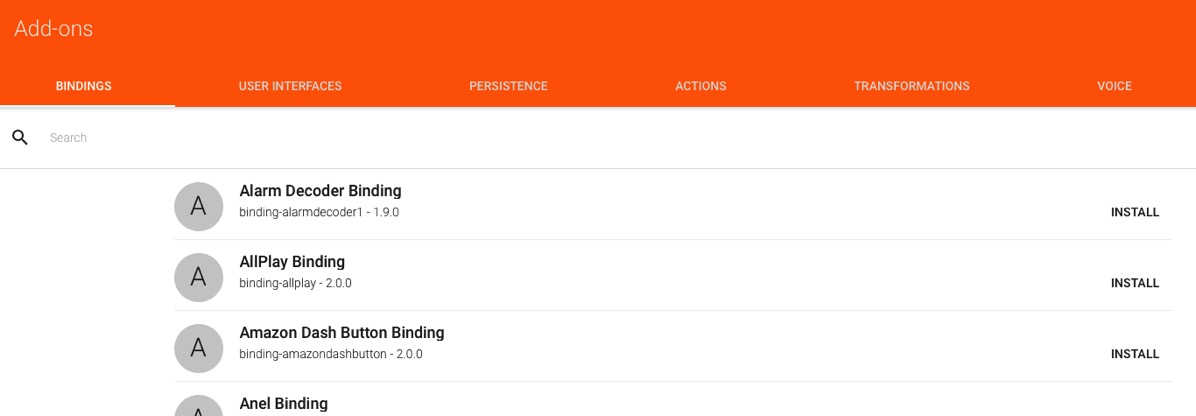 Add-ons
BINDINGS USER INTERFACES PERSISTENCE ACTIONS TRANSFORMATIONS VOICE
Search
A
Alarm Decoder Binding
binding-alarmdecoder1 - 1.9.0
INSTALL
A
AllPlay Binding
binding-allplay - 2.0.0
INSTALL
A
Amazon Dash Button Binding
binding-amazondashbutton - 2.0.0
INSTALL
A
Anel Binding